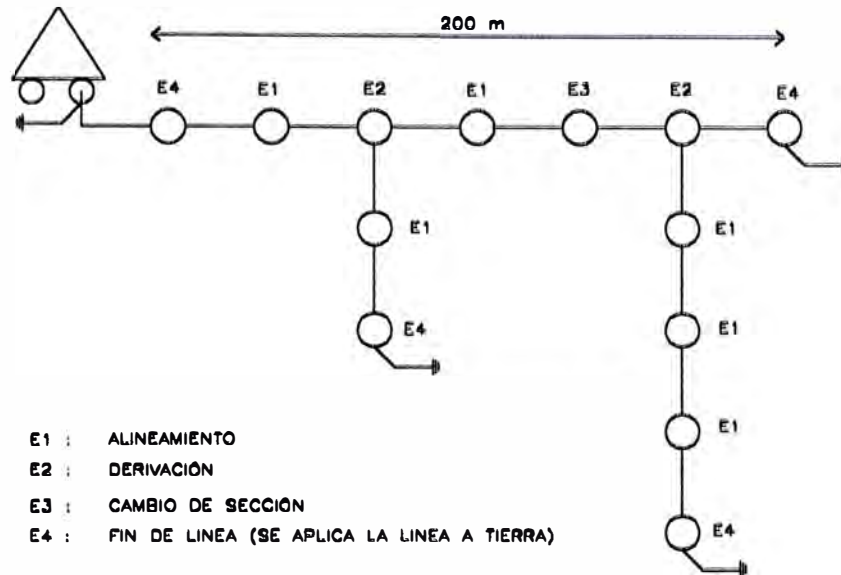 200 m
E4 E1 E2 E1 E3 E2 E4
E1 E1
E4 E1
E1
E4
E1 : ALINEAMIENTO
E2 : DERIVACIÓN
E3 : CAMBIO DE SECCIÓN
E4 : FIN DE LINEA (SE APLICA LA LINEA A TIERRA)